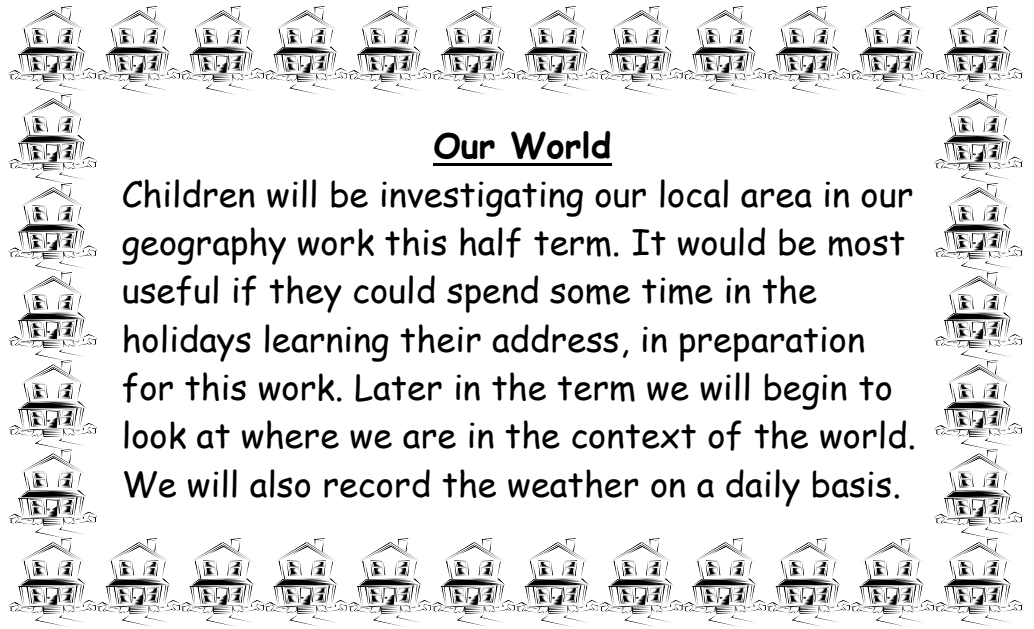 Our World
Children will be investigating our local area in our
geography work this half term. It would be most
useful if they could spend some time in the
holidays learning their address, in preparation
for this work. Later in the term we will begin to
look at where we are in the context of the world.
We will also record the weather on a daily basis.